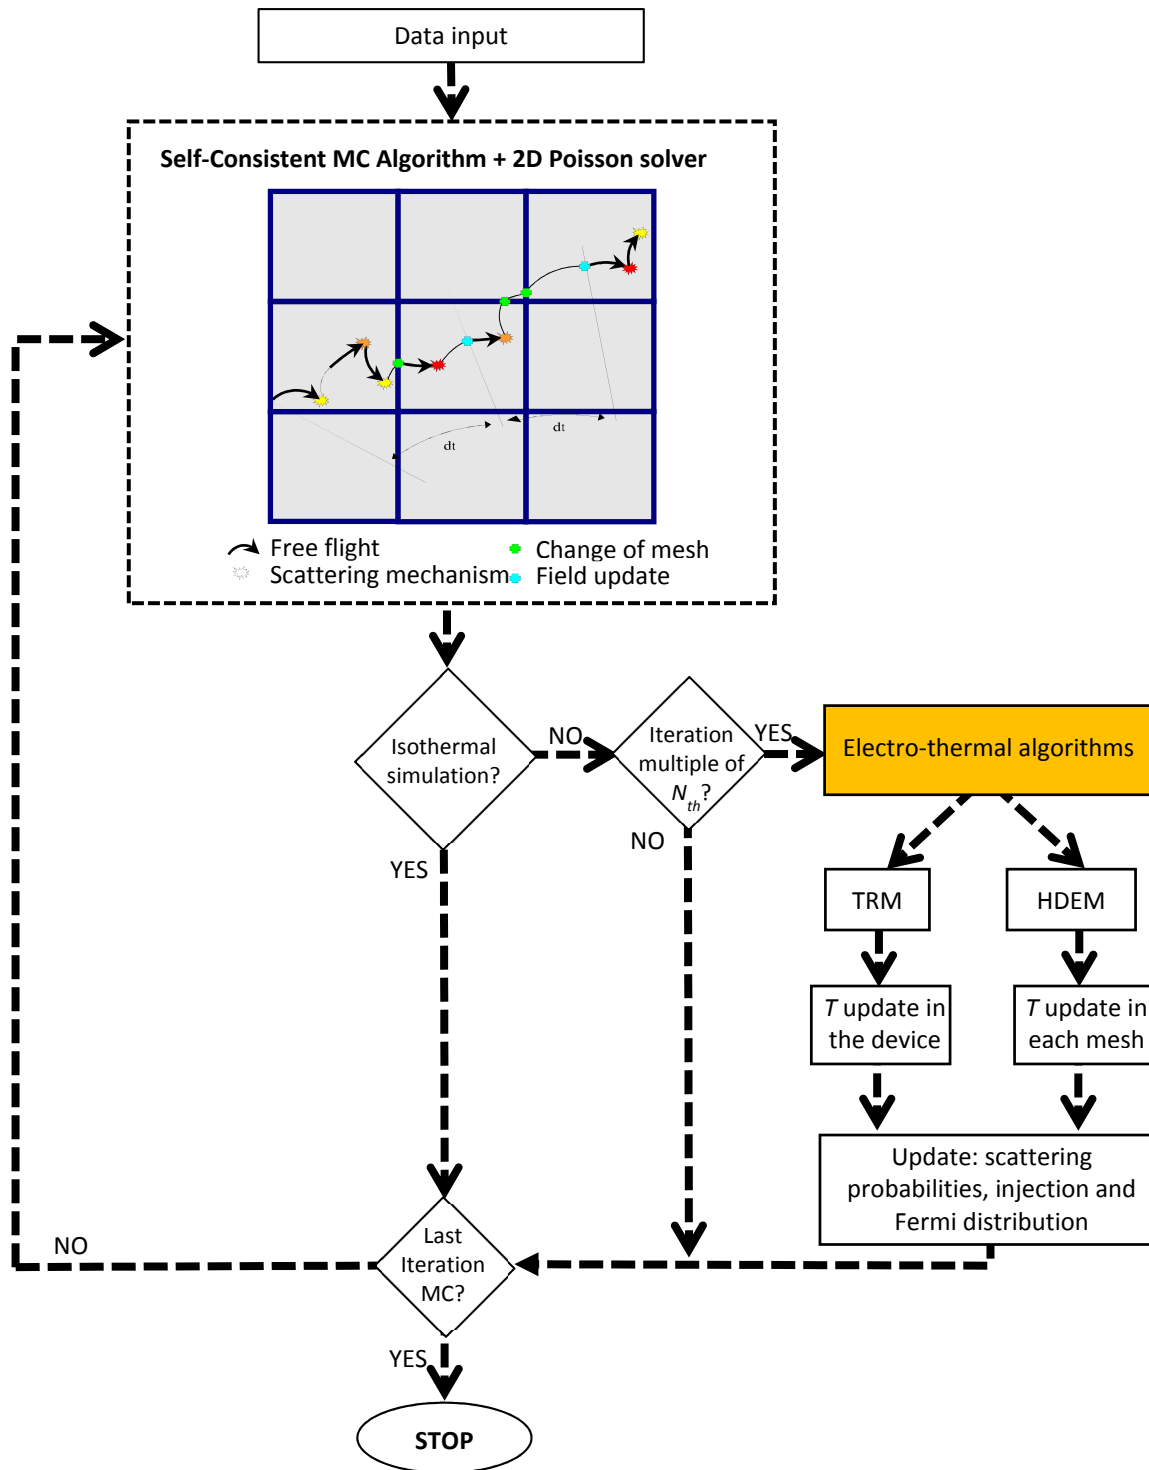 Data input
Self-Consistent MC Algorithm + 2D Poisson solver
dt
dt
Free flight
Change of mesh
Scattering mechanism
Field update
Isothermal
simulation?
NO
Iteration
multiple of
N_th?
YES
Electro-thermal algorithms
NO
YES
TRM
HDEM
T update in
the device
T update in
each mesh
Update: scattering
probabilities, injection and
Fermi distribution
NO
Last
Iteration
MC?
YES
STOP